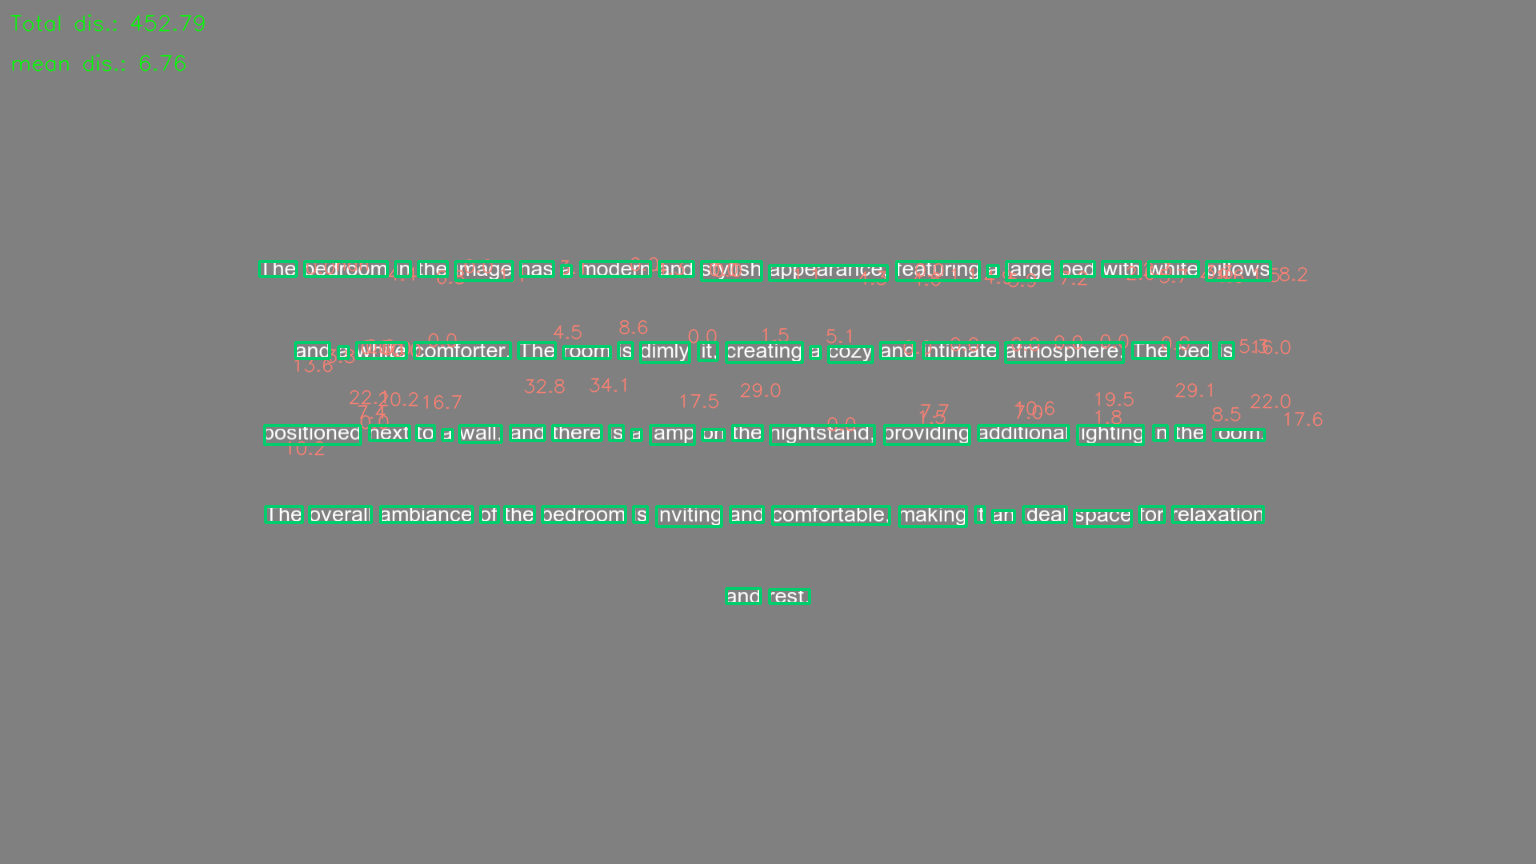 Total dis.: 452.79
mean dis.: 6.76
The bedroom in the image has a modern and stylish appearance, featuring a large bed with white pillows
8.2
4.5 8.6 0.0 1.5 5.1
and a white comforter. The room is dimly lit, creating a cozy and intimate atmosphere. The bed is 16.0
13.6
32.8 34.1 29.0 29.1
22.1 20.2 16.7 17.5 19.5 22.0
7.4 7.7 10.6 8.5 17.6
0.0 0.0 1.5 7.0 1.8
positioned next to a wall, and there is a lamp on the nightstand, providing additional lighting in the room.
10.2
The overall ambiance of the bedroom is inviting and comfortable, making it an ideal space for relaxation
and rest.